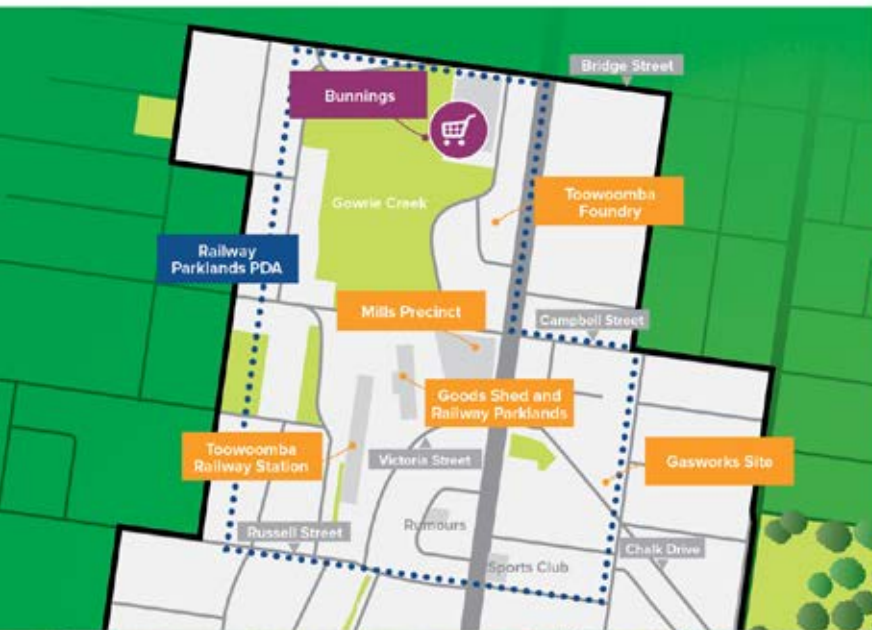 Bridge Street
Bunnings
Toowoomba
Foundry
Gowrie Creek
Railway
Parklands PDA
Mills Precinct
Campbell Street
Goods Shed and
Railway Parklands
Toowoomba
Railway Station
Victoria Street
Gasworks Site
Rumours
Russell Street
Chalk Drive
Sports Club